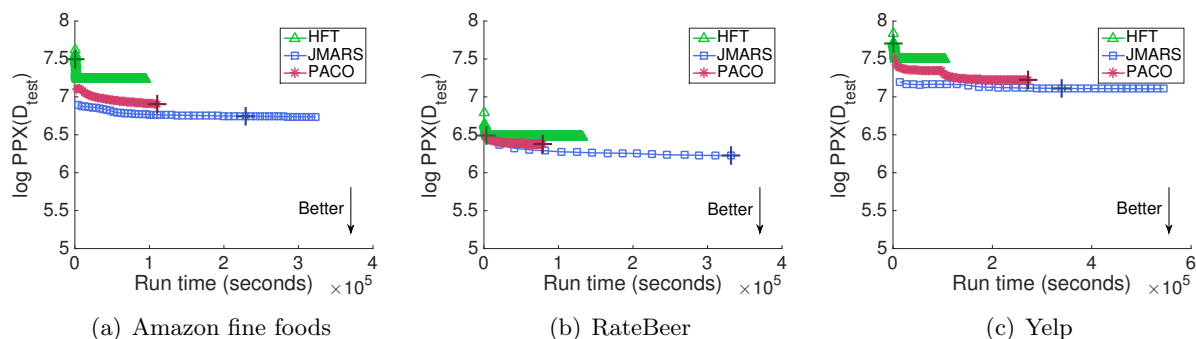 8
7.5
7
6.5
6
5.5
5
log PPX(D_test)
0 1 2 3 4
Run time (seconds) ×10^5
HFT
JMARS
PACO
Better
(a) Amazon fine foods
8
7.5
7
6.5
6
5.5
5
log PPX(D_test)
0 1 2 3 4
Run time (seconds) ×10^5
HFT
JMARS
PACO
Better
(b) RateBeer
8
7.5
7
6.5
6
5.5
5
log PPX(D_test)
0 2 4 6
Run time (seconds) ×10^5
HFT
JMARS
PACO
Better
(c) Yelp